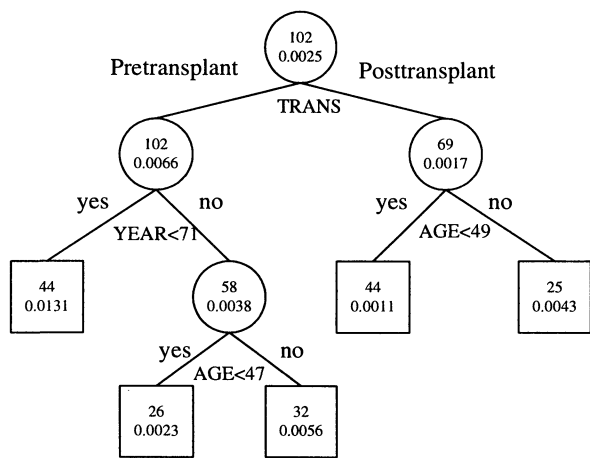 102
0.0025
Pretransplant
Posttransplant
TRANS
102
0.0066
69
0.0017
yes
no
YEAR<71
yes
no
AGE<49
44
0.0131
58
0.0038
44
0.0011
25
0.0043
yes
no
AGE<47
26
0.0023
32
0.0056